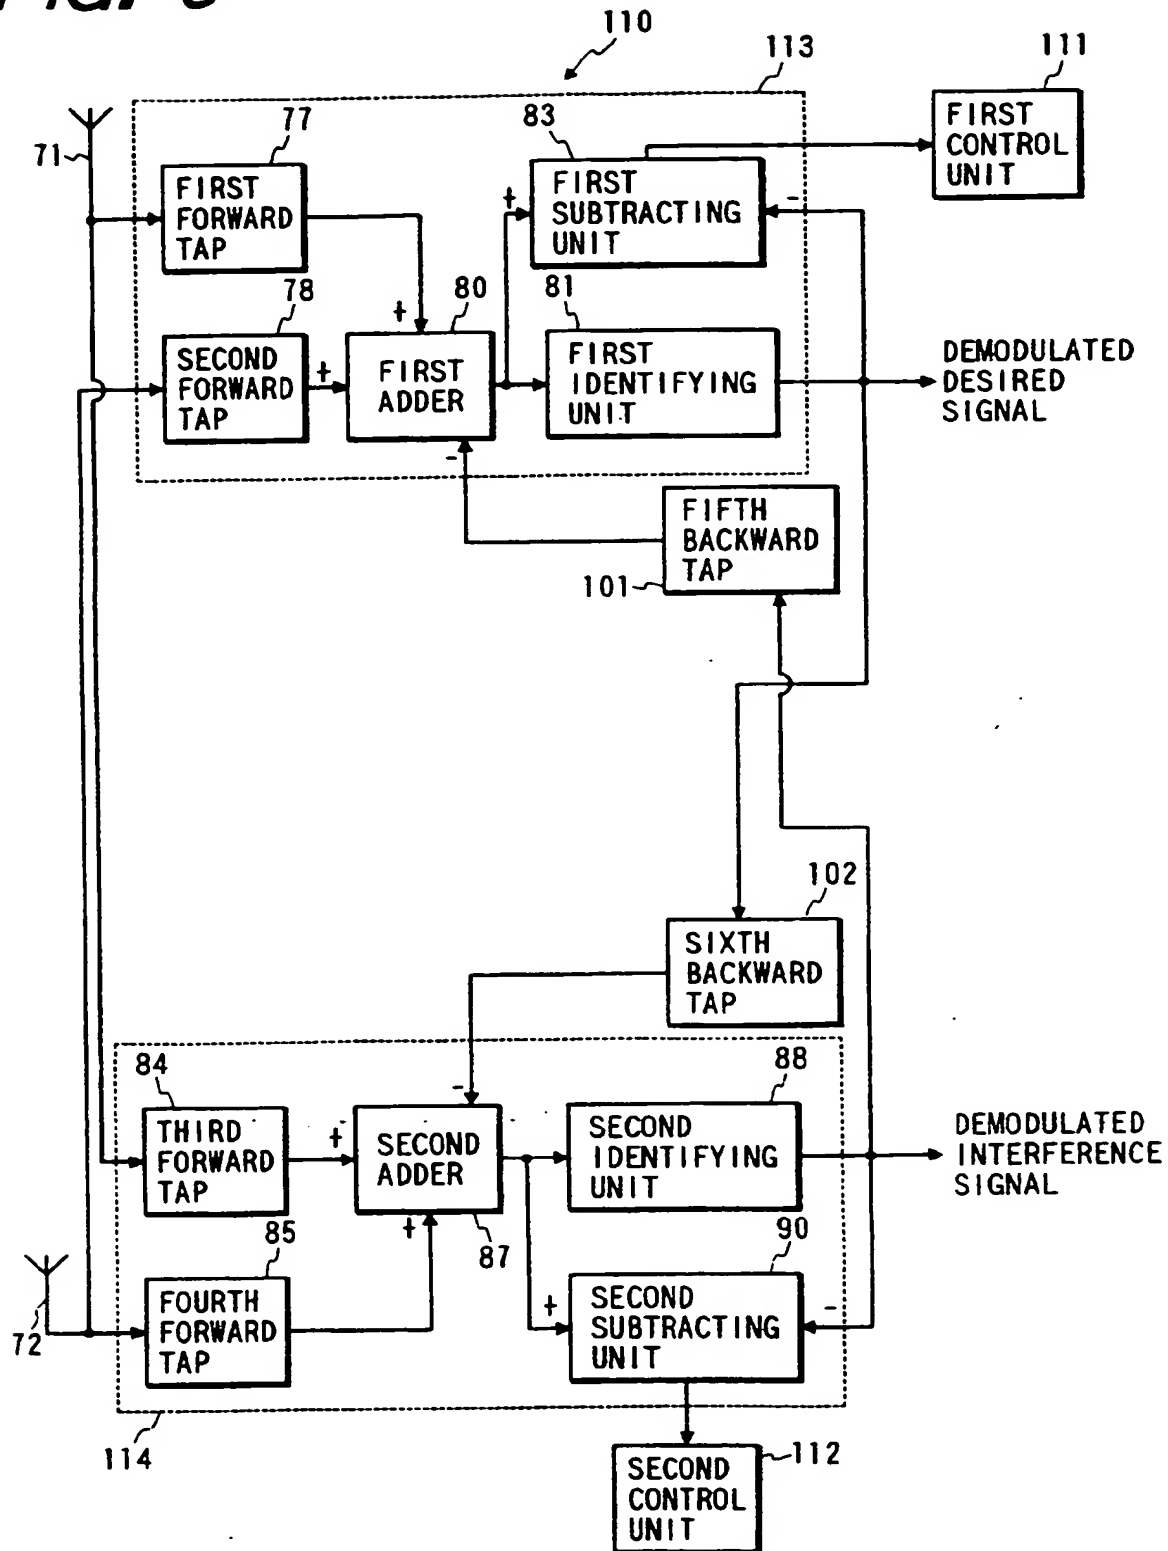 110
113
111
77
83
FIRST
CONTROL
UNIT
71
FIRST
FORWARD
TAP
+
FIRST
SUBTRACTING
UNIT
-
78
+
80
81
SECOND
FORWARD
TAP
+
FIRST
ADDER
FIRST
IDENTIFYING
UNIT
DEMODULATED
DESIRED
SIGNAL
-
FIFTH
BACKWARD
TAP
101
102
SIXTH
BACKWARD
TAP
84
-
88
THIRD
FORWARD
TAP
+
SECOND
ADDER
SECOND
IDENTIFYING
UNIT
DEMODULATED
INTERFERENCE
SIGNAL
85
+
87
90
72
FOURTH
FORWARD
TAP
+
SECOND
SUBTRACTING
UNIT
-
114
112
SECOND
CONTROL
UNIT